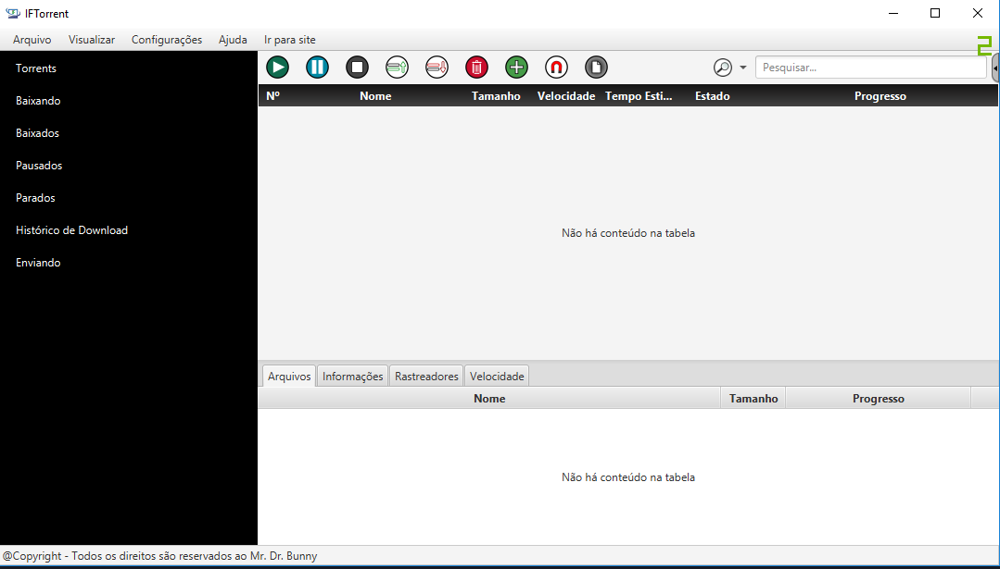 IFTorrent
Arquivo Visualizar Configurações Ajuda Ir para site
2
Torrents
Baixando
Baixados
Pausados
Parados
Histórico de Download
Enviando
Pesquisar...
Nº Nome Tamanho Velocidade Tempo Esti... Estado Progresso
Não há conteúdo na tabela
Arquivos Informações Rastreadores Velocidade
Nome Tamanho Progresso
Não há conteúdo na tabela
@Copyright - Todos os direitos são reservados ao Mr. Dr. Bunny